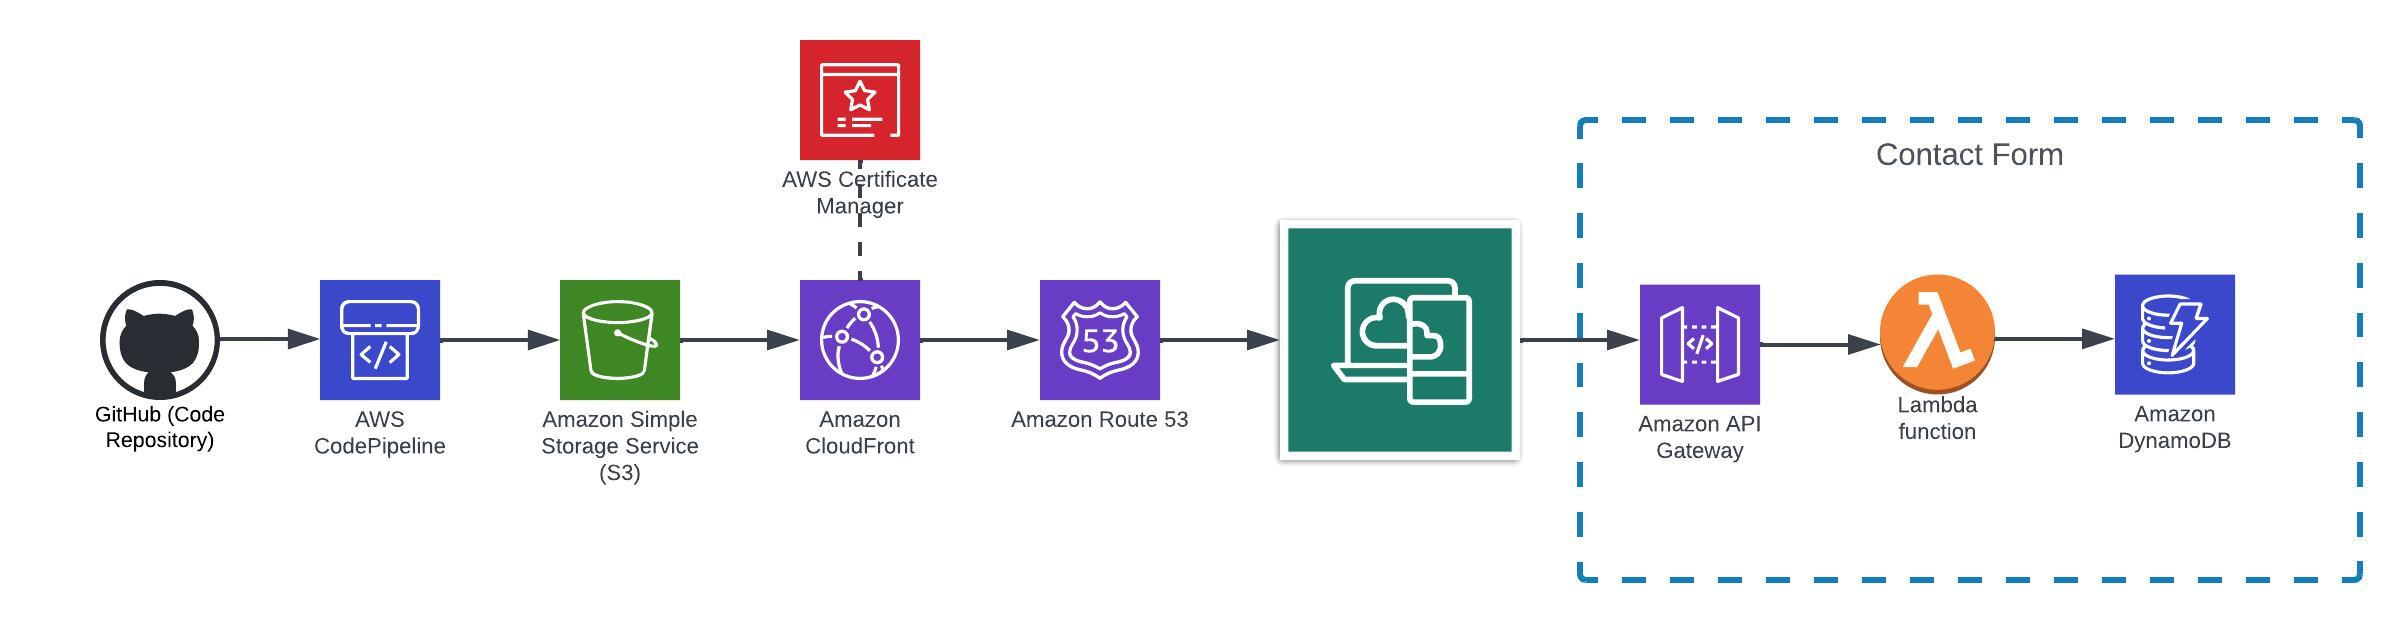 AWS Certificate
Manager
Contact Form
GitHub (Code
Repository)
AWS
CodePipeline
Amazon Simple
Storage Service
(S3)
Amazon
CloudFront
53
Amazon Route 53
Amazon API
Gateway
Lambda
function
Amazon
DynamoDB